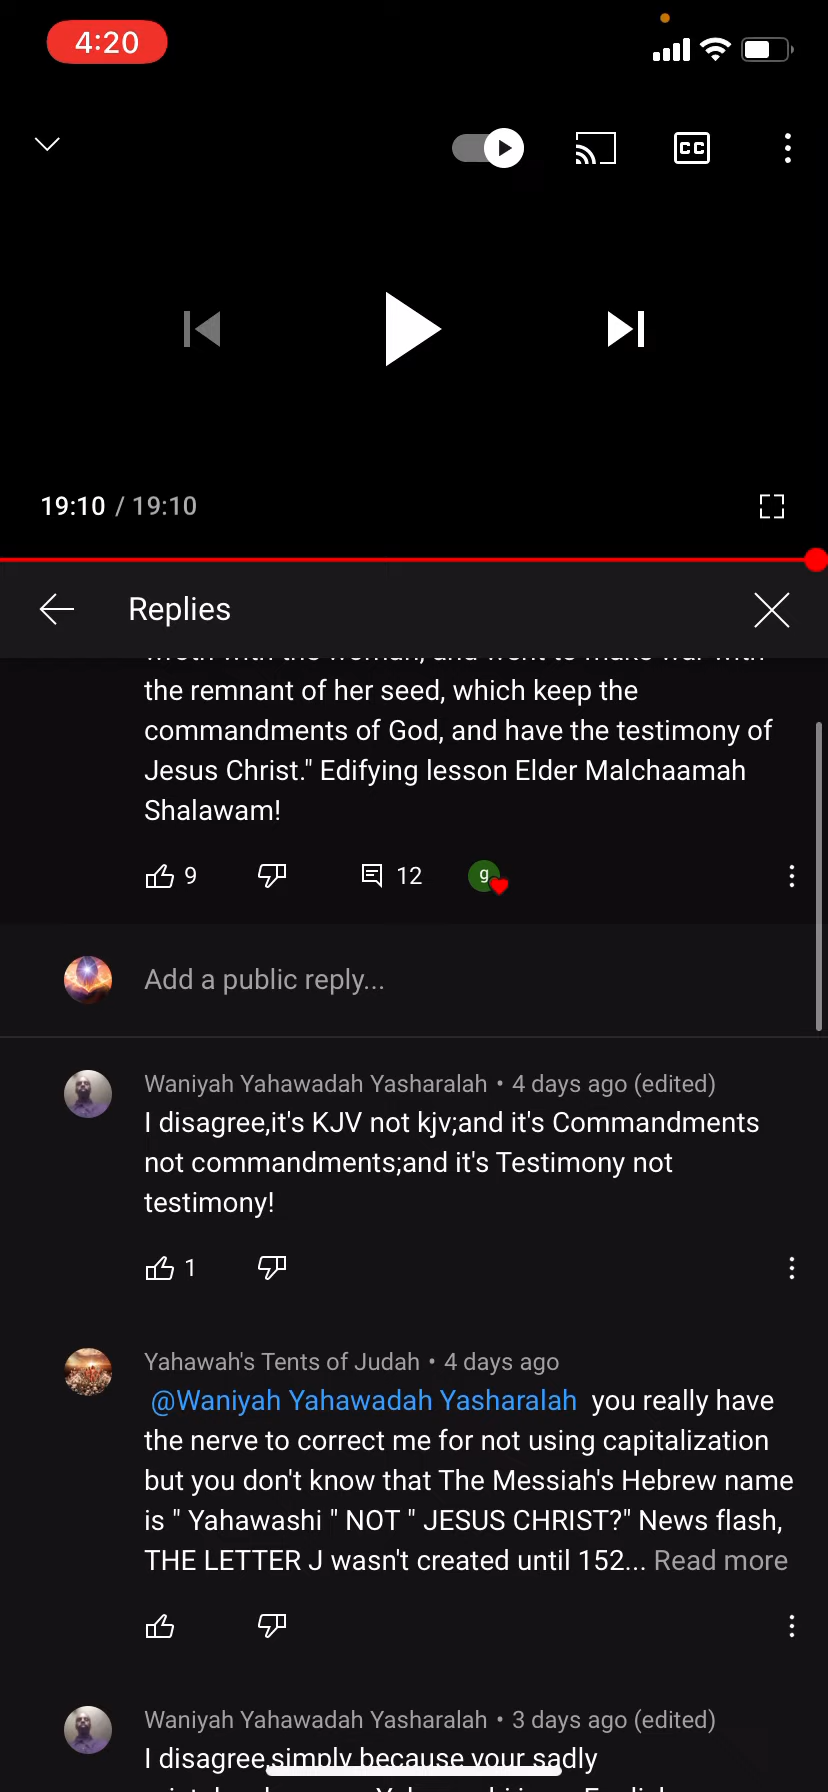 4:20
CC
19:10 / 19:10
Replies
the remnant of her seed, which keep the
commandments of God, and have the testimony of
Jesus Christ." Edifying lesson Elder Malchaamah
Shalawam!
9
12
g
Add a public reply...
Waniyah Yahawadah Yasharalah • 4 days ago (edited)
I disagree,it's KJV not kjv;and it's Commandments
not commandments;and it's Testimony not
testimony!
1
Yahawah's Tents of Judah • 4 days ago
@Waniyah Yahawadah Yasharalah you really have
the nerve to correct me for not using capitalization
but you don't know that The Messiah's Hebrew name
is " Yahawashi " NOT " JESUS CHRIST?" News flash,
THE LETTER J wasn't created until 152... Read more
Waniyah Yahawadah Yasharalah • 3 days ago (edited)
I disagree,simply because your sadly